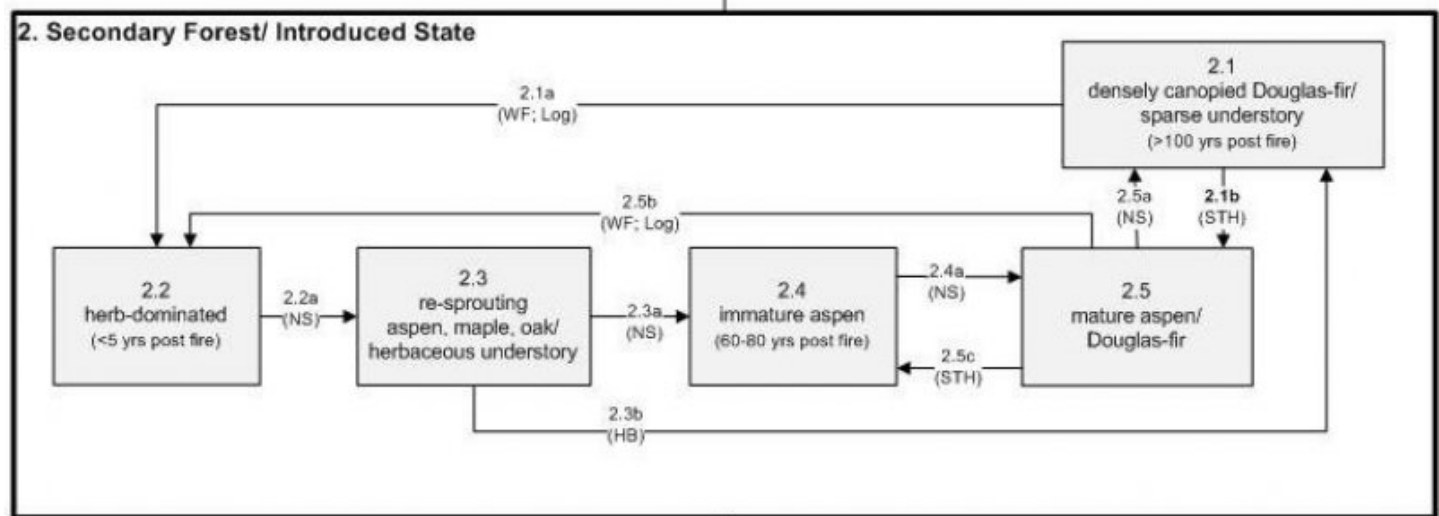 2. Secondary Forest/ Introduced State
2.1
densely canopied Douglas-fir/
sparse understory
(>100 yrs post fire)
2.1a
(WF; Log)
2.5a
(NS)
2.1b
(STH)
2.5b
(WF; Log)
2.2
herb-dominated
(<5 yrs post fire)
2.2a
(NS)
2.3
re-sprouting
aspen, maple, oak/
herbaceous understory
2.3a
(NS)
2.4
immature aspen
(60-80 yrs post fire)
2.4a
(NS)
2.5
mature aspen/
Douglas-fir
2.5c
(STH)
2.3b
(HB)